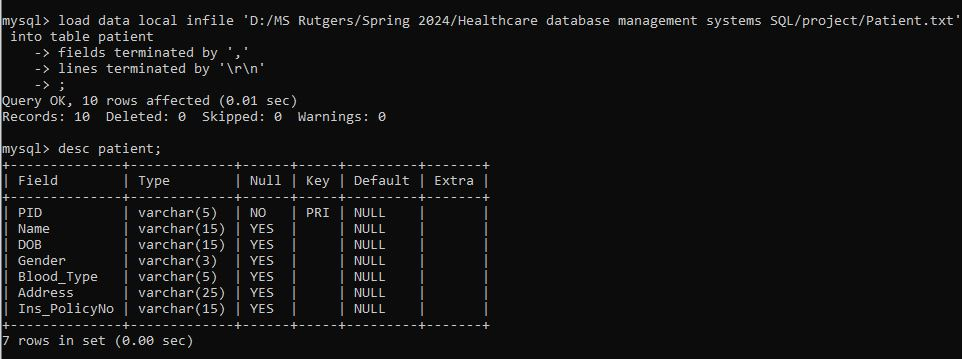 mysql> load data local infile 'D:/MS Rutgers/Spring 2024/Healthcare database management systems SQL/project/Patient.txt'
 into table patient
    -> fields terminated by ','
    -> lines terminated by '\r\n'
    -> ;
Query OK, 10 rows affected (0.01 sec)
Records: 10  Deleted: 0  Skipped: 0  Warnings: 0

mysql> desc patient;
+--------------+-------------+------+-----+---------+-------+
| Field        | Type        | Null | Key | Default | Extra |
+--------------+-------------+------+-----+---------+-------+
| PID          | varchar(5)  | NO   | PRI | NULL    |       |
| Name         | varchar(15) | YES  |     | NULL    |       |
| DOB          | varchar(15) | YES  |     | NULL    |       |
| Gender       | varchar(3)  | YES  |     | NULL    |       |
| Blood_Type   | varchar(5)  | YES  |     | NULL    |       |
| Address      | varchar(25) | YES  |     | NULL    |       |
| Ins_PolicyNo | varchar(15) | YES  |     | NULL    |       |
+--------------+-------------+------+-----+---------+-------+
7 rows in set (0.00 sec)